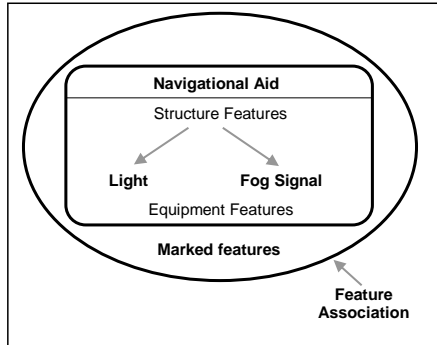 Navigational Aid
Structure Features
Light Fog Signal
Equipment Features
Marked features
Feature
Association